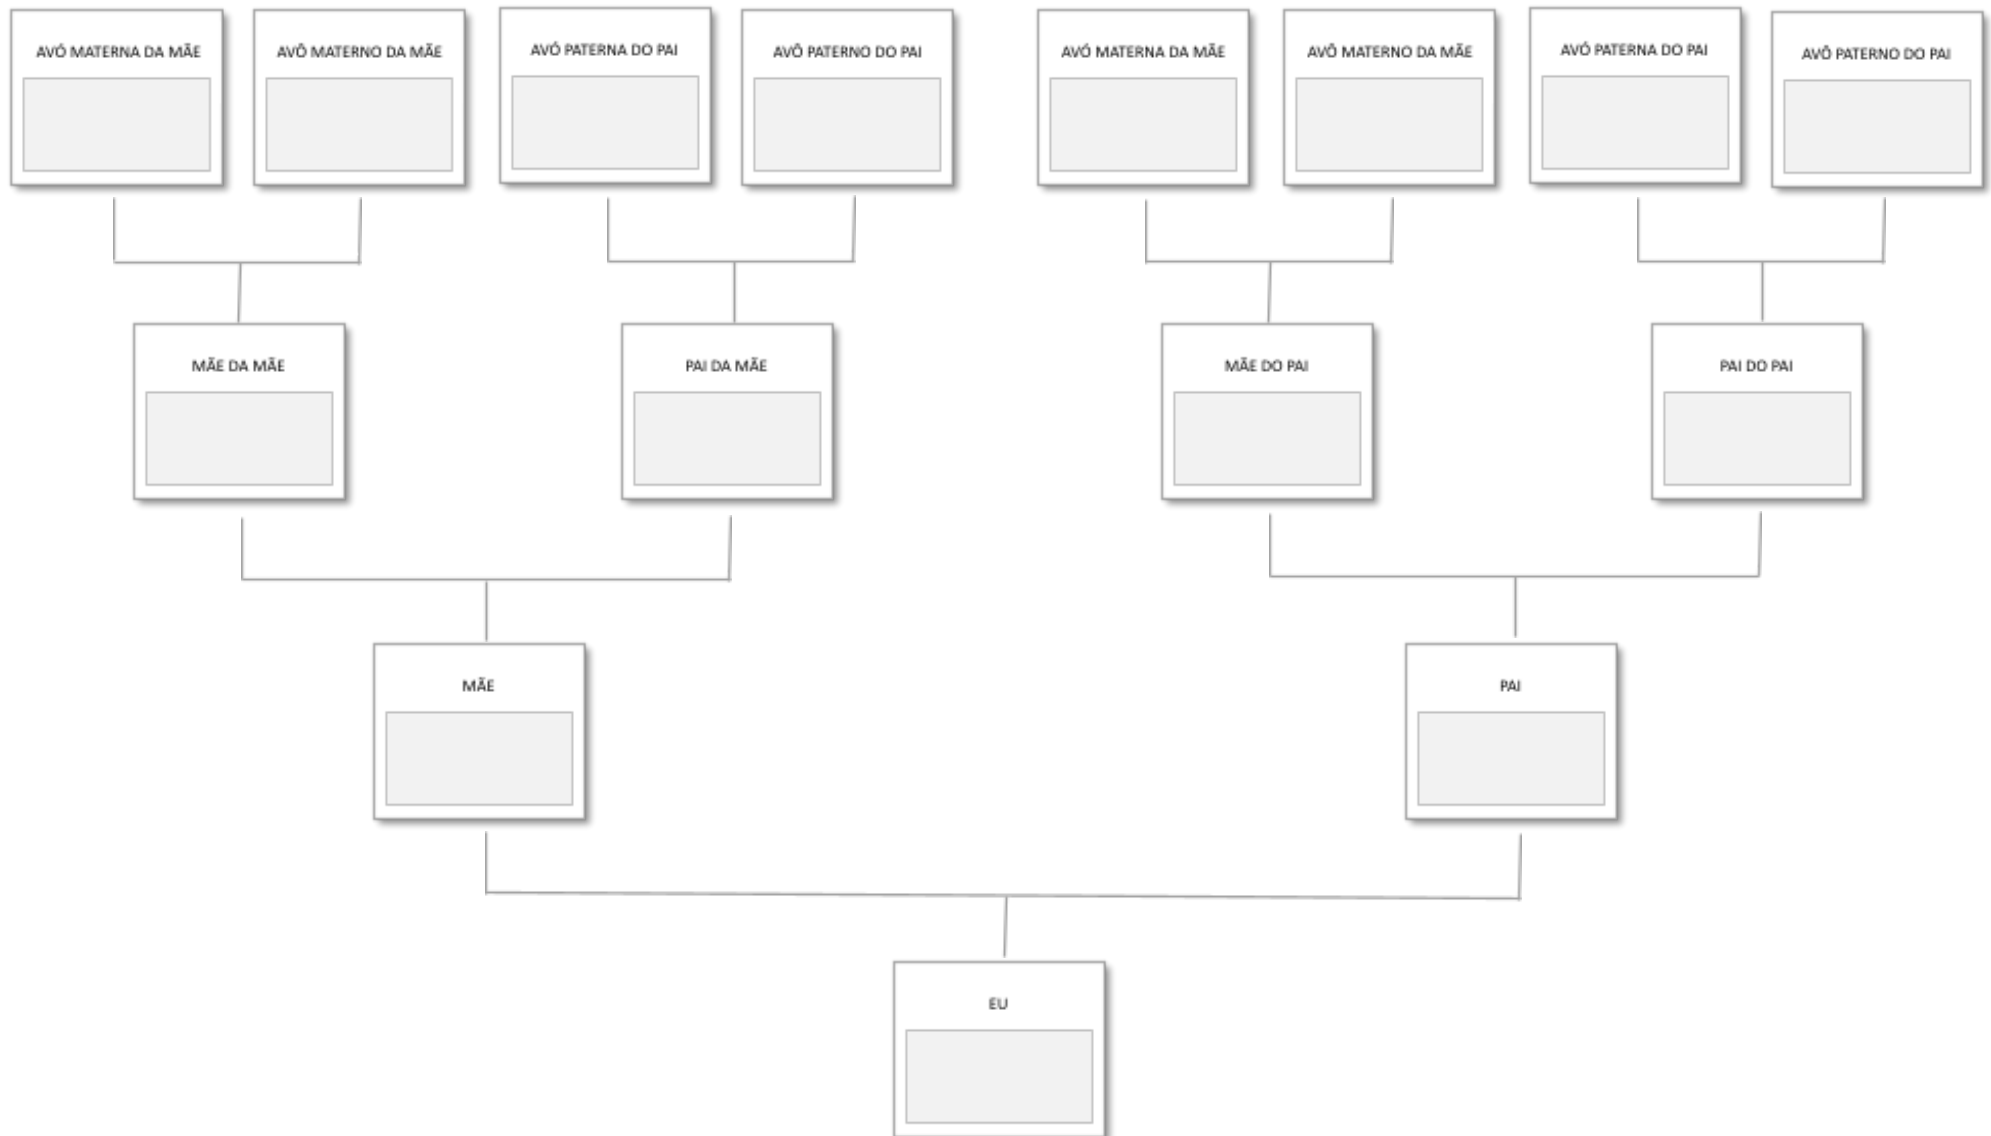 AVÓ MATERNA DA MÃE
AVÔ MATERNO DA MÃE
AVÓ PATERNA DO PAI
AVÔ PATERNO DO PAI
AVÓ MATERNA DA MÃE
AVÔ MATERNO DA MÃE
AVÓ PATERNA DO PAI
AVÔ PATERNO DO PAI
MÃE DA MÃE
PAI DA MÃE
MÃE DO PAI
PAI DO PAI
MÃE
PAI
EU